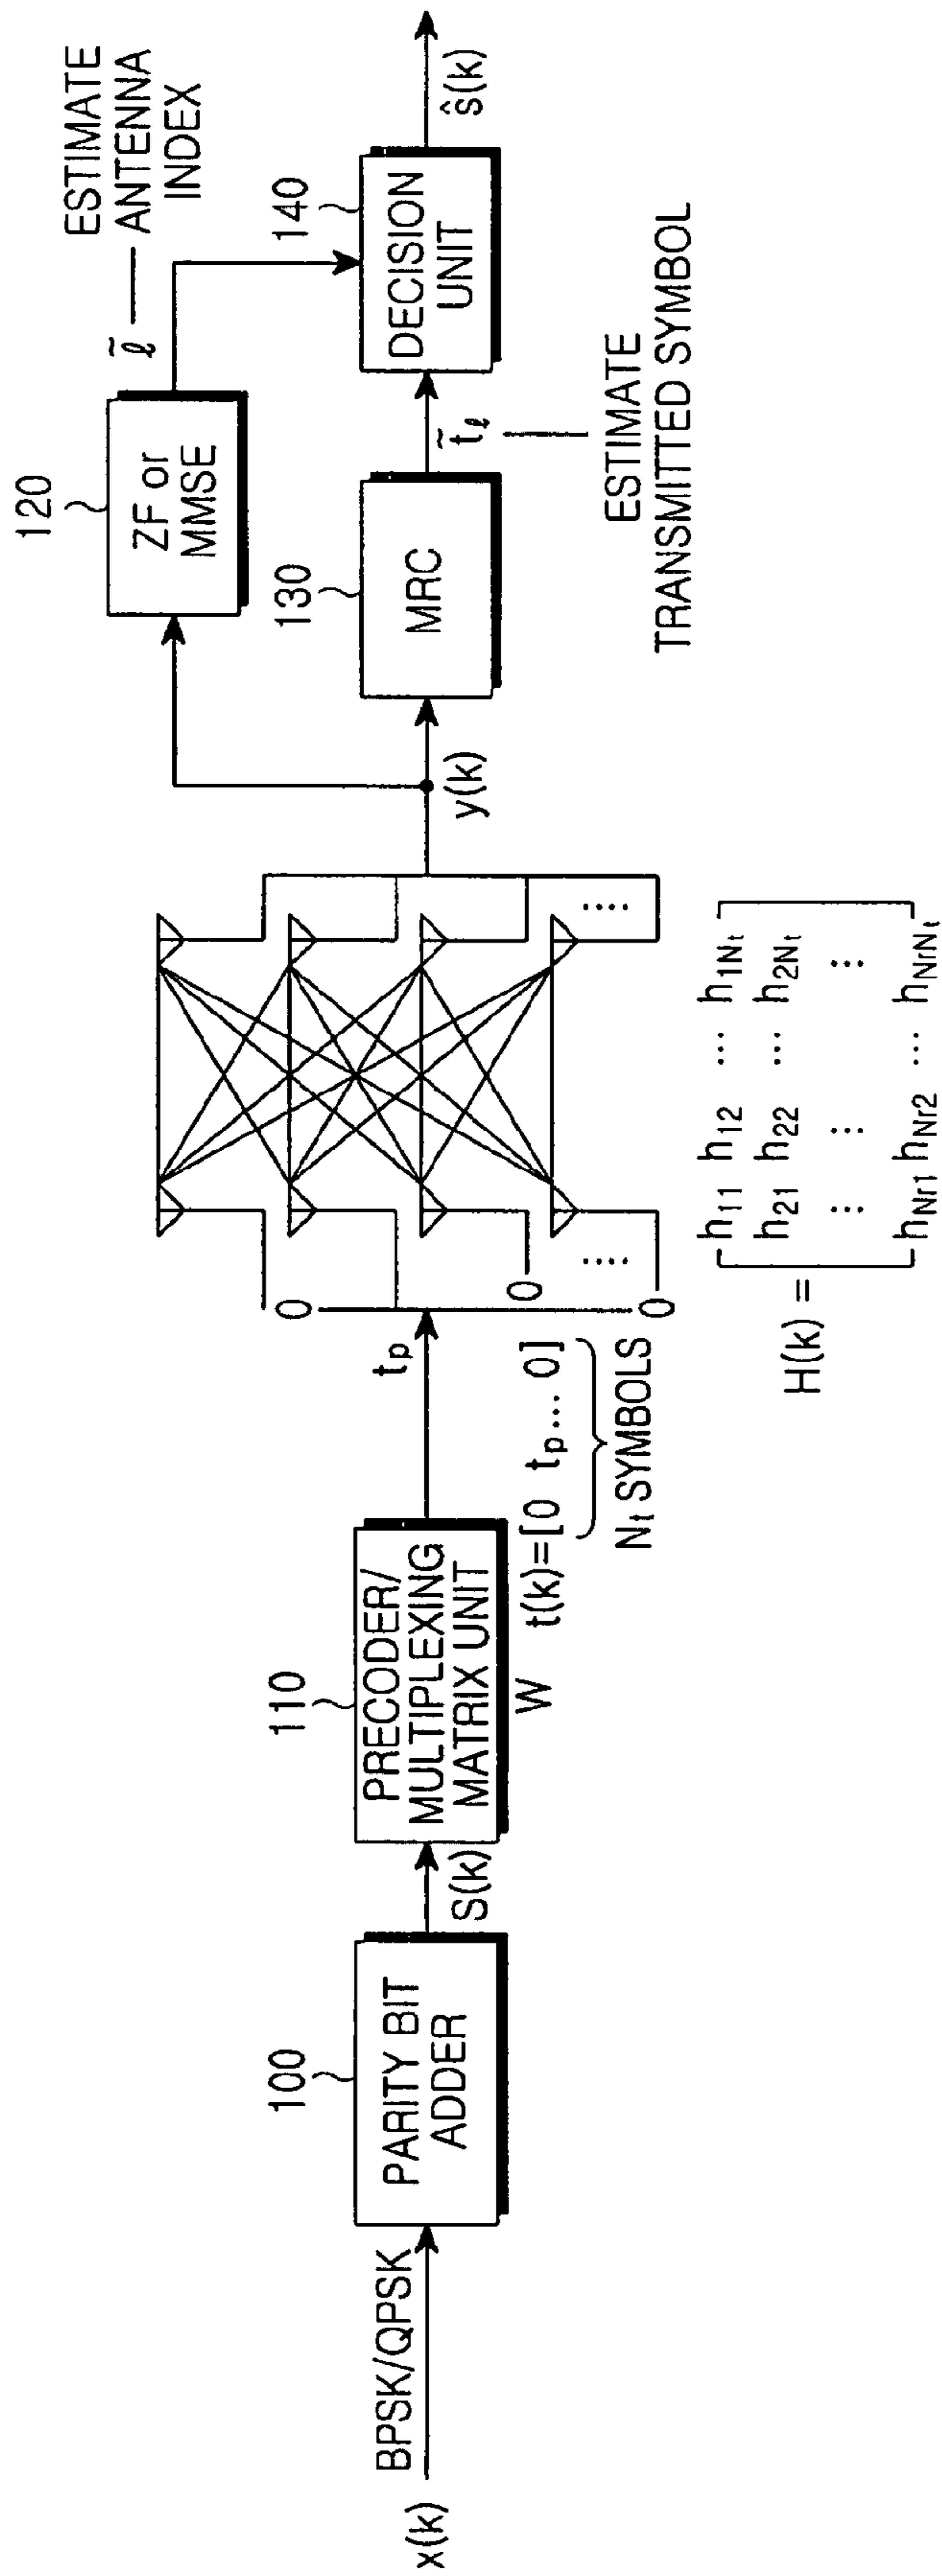 x(k)
BPSK/QPSK
100
PARITY BIT
ADDER
S(k)
110
PRECODER/
MULTIPLEXING
MATRIX UNIT
W
tp
t(k)=[0 tp... 0]
Nt SYMBOLS
0
0
⋮
0
H(k) =
h11 h12 ... h1Nt
h21 h22 ... h2Nt
⋮ ⋮ ⋮
hNr1 hNr2 ... hNrNt
⋮
y(k)
120
ZF or
MMSE
l̃
ESTIMATE
ANTENNA
INDEX
130
MRC
t̃ℓ
ESTIMATE
TRANSMITTED SYMBOL
140
DECISION
UNIT
ŝ(k)